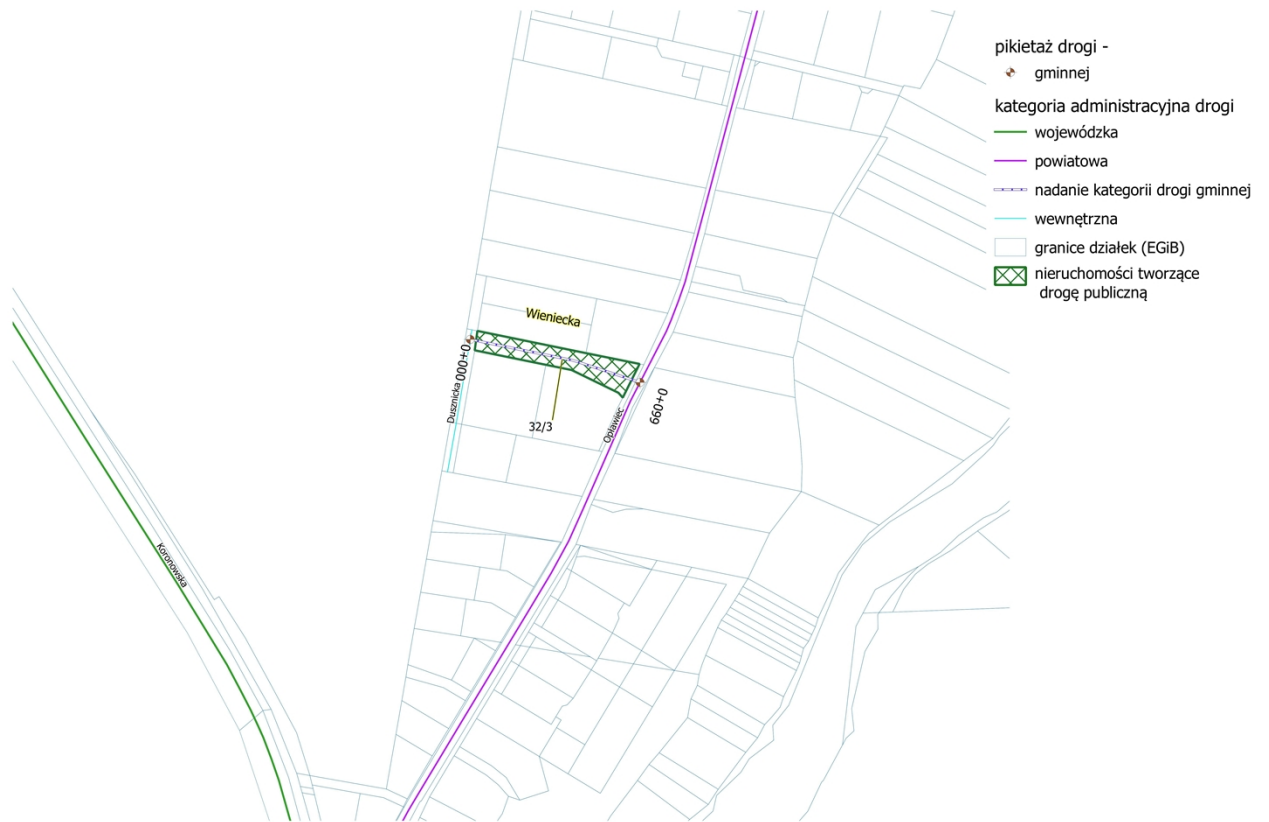 pikietaż drogi -
gminnej
kategoria administracyjna drogi
wojewódzka
powiatowa
nadanie kategorii drogi gminnej
wewnętrzna
granice działek (EGiB)
nieruchomości tworzące
drogę publiczną
Wieniecka
0+000
Dusznicka
32/3
Opławiec
0+099
Koronowska